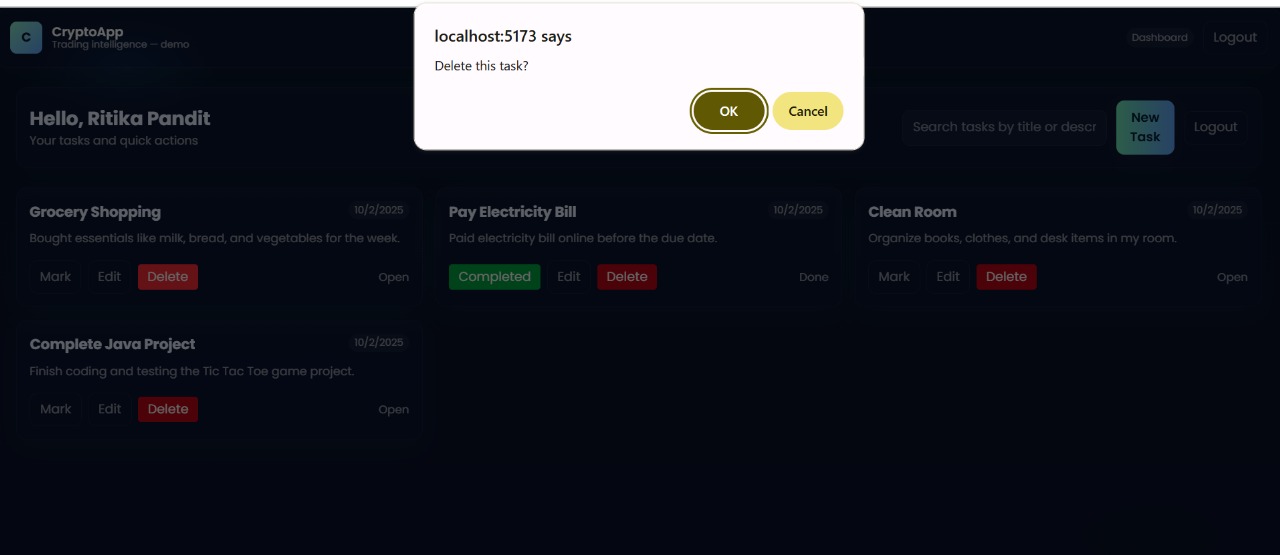 localhost:5173 says
Delete this task?
OK
Cancel
C
CryptoApp
Trading intelligence — demo
Dashboard
Logout
Hello, Ritika Pandit
Your tasks and quick actions
Search tasks by title or descr
New
Task
Logout
Grocery Shopping
10/2/2025
Bought essentials like milk, bread, and vegetables for the week.
Mark
Edit
Delete
Open
Pay Electricity Bill
10/2/2025
Paid electricity bill online before the due date.
Completed
Edit
Delete
Done
Clean Room
10/2/2025
Organize books, clothes, and desk items in my room.
Mark
Edit
Delete
Open
Complete Java Project
10/2/2025
Finish coding and testing the Tic Tac Toe game project.
Mark
Edit
Delete
Open